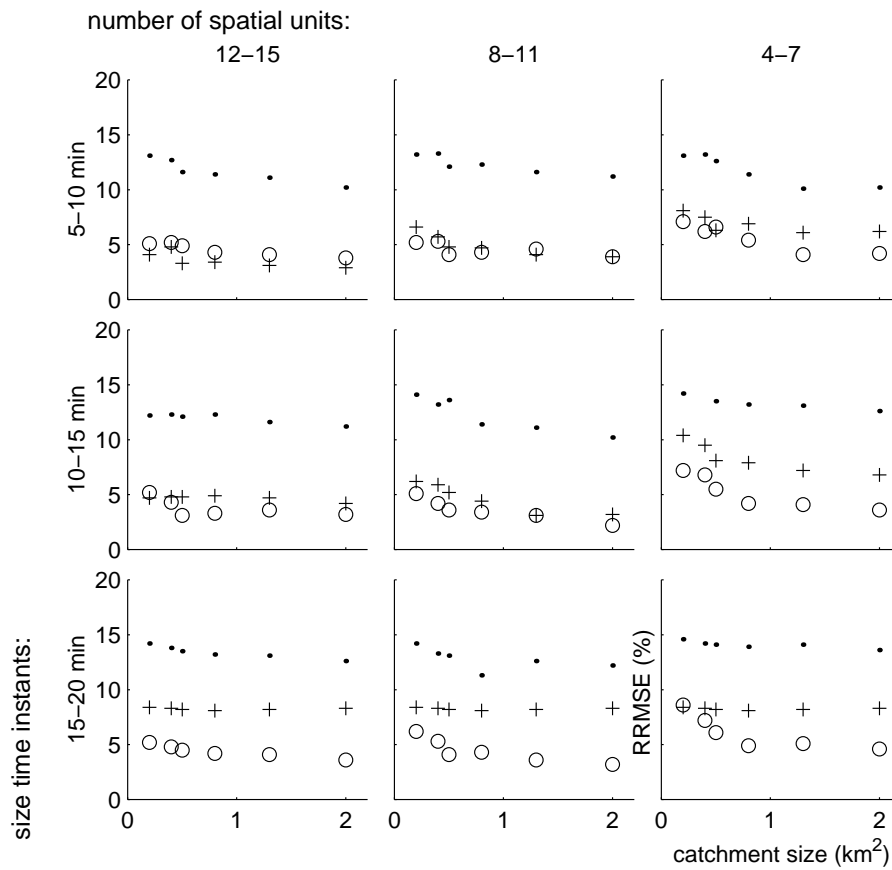 number of spatial units:
12–15 8–11 4–7
20
15
10
5
0
5–10 min
20
15
10
5
0
10–15 min
20
15
10
5
0
15–20 min
size time instants:
RRMSE (%)
0 1 2 0 1 2 0 1 2
catchment size (km2)